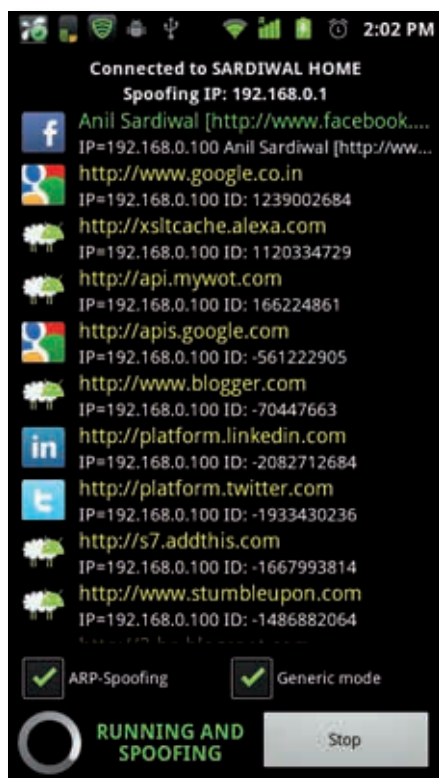 2:02 PM
Connected to SARDIWAL HOME
Spoofing IP: 192.168.0.1
Anil Sardiwal [http://www.facebook....
IP=192.168.0.100 Anil Sardiwal [http://ww...
http://www.google.co.in
IP=192.168.0.100 ID: 1239002684
http://xsltcache.alexa.com
IP=192.168.0.100 ID: 1120334729
http://api.mywot.com
IP=192.168.0.100 ID: 166224861
http://apis.google.com
IP=192.168.0.100 ID: -561222905
http://www.blogger.com
IP=192.168.0.100 ID: -70447663
http://platform.linkedin.com
IP=192.168.0.100 ID: -2082712684
http://platform.twitter.com
IP=192.168.0.100 ID: -1933430236
http://s7.addthis.com
IP=192.168.0.100 ID: -1667993814
http://www.stumbleupon.com
IP=192.168.0.100 ID: -1486882064
ARP-Spoofing
Generic mode
RUNNING AND
SPOOFING
Stop